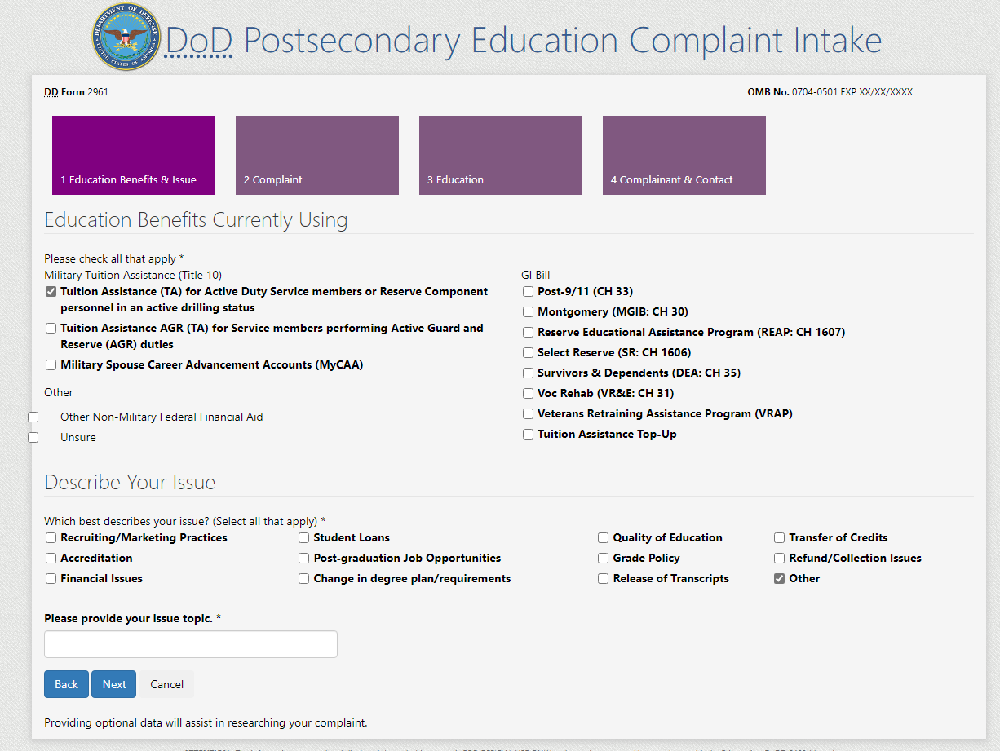 DEPARTMENT OF DEFENSE
UNITED STATES OF AMERICA
DoD Postsecondary Education Complaint Intake
DD Form 2961
OMB No. 0704-0501 EXP XX/XX/XXXX
1 Education Benefits & Issue
2 Complaint
3 Education
4 Complainant & Contact
Education Benefits Currently Using
Please check all that apply *
Military Tuition Assistance (Title 10)
Tuition Assistance (TA) for Active Duty Service members or Reserve Component
personnel in an active drilling status
Tuition Assistance AGR (TA) for Service members performing Active Guard and
Reserve (AGR) duties
Military Spouse Career Advancement Accounts (MyCAA)
Other
Other Non-Military Federal Financial Aid
Unsure
GI Bill
Post-9/11 (CH 33)
Montgomery (MGIB: CH 30)
Reserve Educational Assistance Program (REAP: CH 1607)
Select Reserve (SR: CH 1606)
Survivors & Dependents (DEA: CH 35)
Voc Rehab (VR&E: CH 31)
Veterans Retraining Assistance Program (VRAP)
Tuition Assistance Top-Up
Describe Your Issue
Which best describes your issue? (Select all that apply) *
Recruiting/Marketing Practices
Student Loans
Quality of Education
Transfer of Credits
Accreditation
Post-graduation Job Opportunities
Grade Policy
Refund/Collection Issues
Financial Issues
Change in degree plan/requirements
Release of Transcripts
Other
Please provide your issue topic. *
Back
Next
Cancel
Providing optional data will assist in researching your complaint.